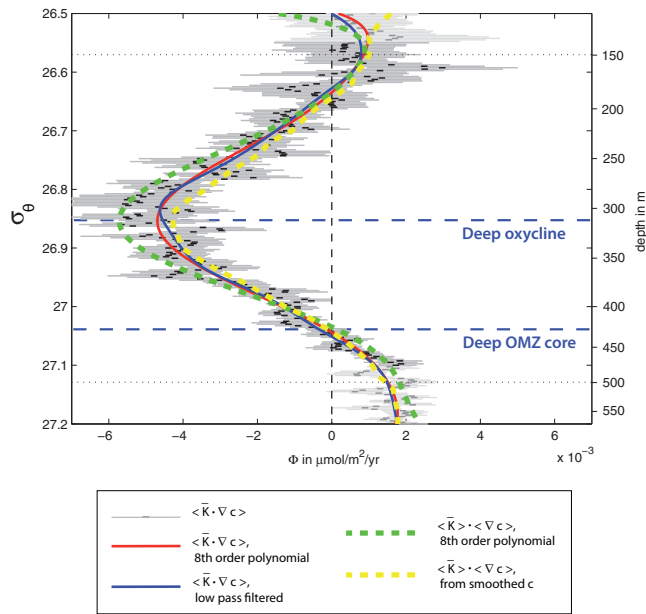 26.5
26.6
26.7
26.8
26.9
27
27.1
27.2
σθ
150
200
250
300
350
400
450
500
550
depth in m
Deep oxycline
Deep OMZ core
−6 −4 −2 0 2 4 6
Φ in μmol/m²/yr
x 10⁻³
<K̄ · ∇ c>
<K̄ · ∇ c>,
8th order polynomial
<K̄ · ∇ c>,
low pass filtered
<K̄> · <∇ c>,
8th order polynomial
<K̄> · <∇ c>,
from smoothed c